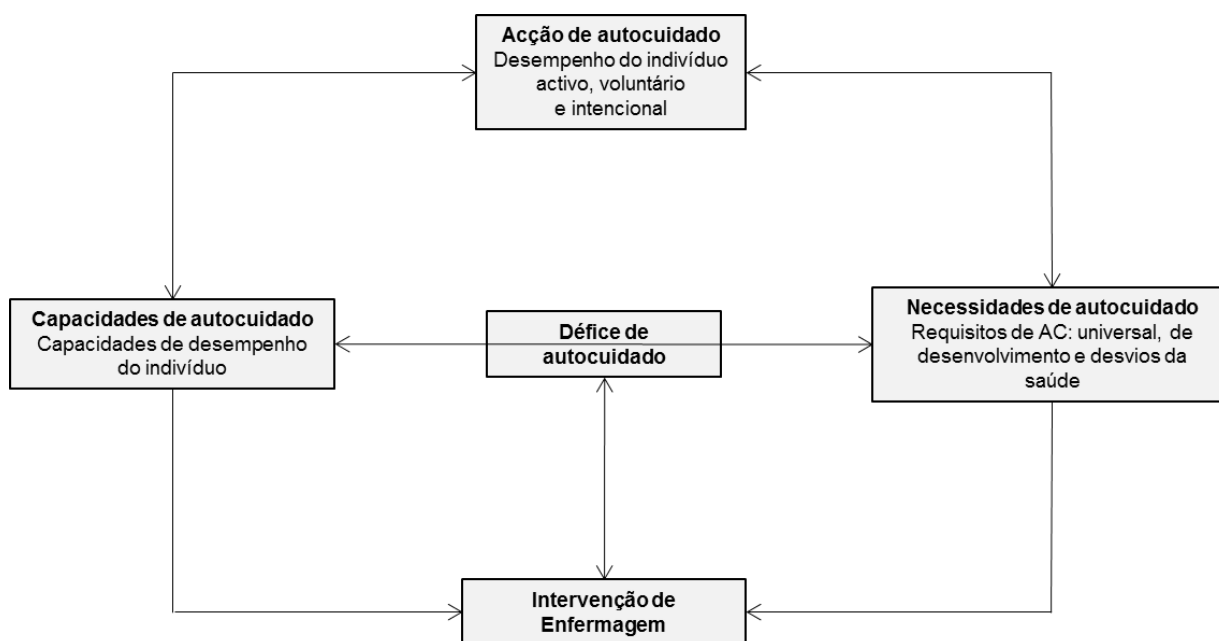 Acção de autocuidado
Desempenho do indivíduo
activo, voluntário
e intencional
Capacidades de autocuidado
Capacidades de desempenho
do indivíduo
Défice de
autocuidado
Necessidades de autocuidado
Requisitos de AC: universal, de
desenvolvimento e desvios da
saúde
Intervenção de
Enfermagem